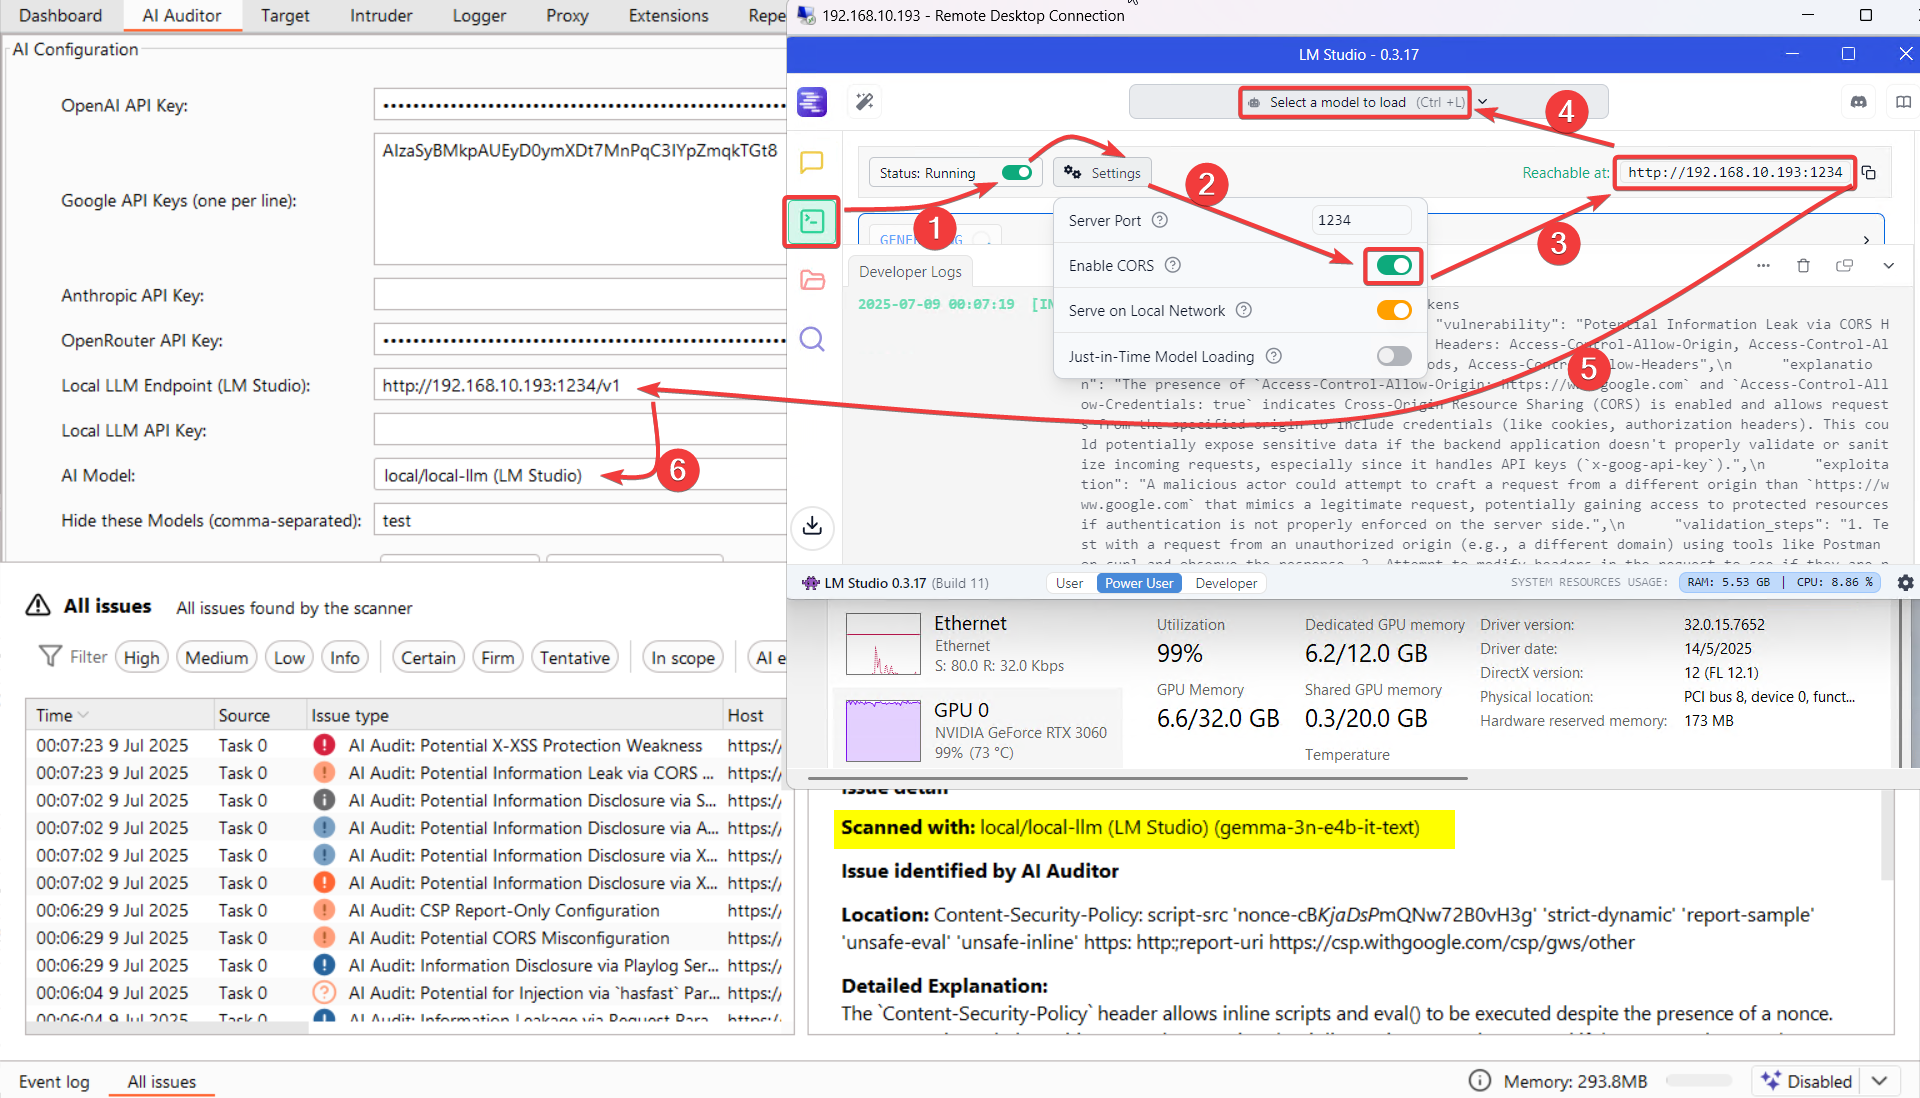 Dashboard
AI Auditor
Target
Intruder
Logger
Proxy
Extensions
Repe
AI Configuration
OpenAI API Key:
Google API Keys (one per line):
AIzaSyBMkpAUEyD0ymXDt7MnPqC3IYpZmqkTGt8
Anthropic API Key:
OpenRouter API Key:
Local LLM Endpoint (LM Studio):
http://192.168.10.193:1234/v1
Local LLM API Key:
AI Model:
local/local-llm (LM Studio)
6
Hide these Models (comma-separated):
test
192.168.10.193 - Remote Desktop Connection
LM Studio - 0.3.17
Select a model to load (Ctrl +L)
4
Status: Running
Settings
2
Reachable at:
http://192.168.10.193:1234
1
3
5
Server Port
1234
Enable CORS
Serve on Local Network
Just-in-Time Model Loading
Developer Logs
2025-07-09 00:07:19 [IN
kens
"vulnerability": "Potential Information Leak via CORS H
Headers: Access-Control-Allow-Origin, Access-Control-Al
ods, Access-Cont low-Headers",\n "explanatio
n": "The presence of `Access-Control-Allow-Origin: https://www.google.com` and `Access-Control-All
ow-Credentials: true` indicates Cross-Origin Resource Sharing (CORS) is enabled and allows request
s from the specified origin to include credentials (like cookies, authorization headers). This cou
ld potentially expose sensitive data if the backend application doesn't properly validate or sanit
ize incoming requests, especially since it handles API keys (`x-goog-api-key`).",\n "exploita
tion": "A malicious actor could attempt to craft a request from a different origin than `https://w
ww.google.com` that mimics a legitimate request, potentially gaining access to protected resources
if authentication is not properly enforced on the server side.",\n "validation_steps": "1. Te
st with a request from an unauthorized origin (e.g., a different domain) using tools like Postman
LM Studio 0.3.17 (Build 11)
User
Power User
Developer
SYSTEM RESOURCES USAGE:
RAM: 5.53 GB | CPU: 8.86 %
Ethernet
Ethernet
S: 80.0 R: 32.0 Kbps
GPU 0
NVIDIA GeForce RTX 3060
99% (73 °C)
Utilization
99%
GPU Memory
6.6/32.0 GB
Dedicated GPU memory
6.2/12.0 GB
Shared GPU memory
0.3/20.0 GB
Temperature
Driver version: 32.0.15.7652
Driver date: 14/5/2025
DirectX version: 12 (FL 12.1)
Physical location: PCI bus 8, device 0, funct...
Hardware reserved memory: 173 MB
All issues
All issues found by the scanner
Filter
High
Medium
Low
Info
Certain
Firm
Tentative
In scope
AI e
Time Source Issue type Host
00:07:23 9 Jul 2025 Task 0 AI Audit: Potential X-XSS Protection Weakness https://
00:07:23 9 Jul 2025 Task 0 AI Audit: Potential Information Leak via CORS ... https://
00:07:02 9 Jul 2025 Task 0 AI Audit: Potential Information Disclosure via S... https://
00:07:02 9 Jul 2025 Task 0 AI Audit: Potential Information Disclosure via A... https://
00:07:02 9 Jul 2025 Task 0 AI Audit: Potential Information Disclosure via X... https://
00:07:02 9 Jul 2025 Task 0 AI Audit: Potential Information Disclosure via X... https://
00:06:29 9 Jul 2025 Task 0 AI Audit: CSP Report-Only Configuration https://
00:06:29 9 Jul 2025 Task 0 AI Audit: Potential CORS Misconfiguration https://
00:06:29 9 Jul 2025 Task 0 AI Audit: Information Disclosure via Playlog Ser... https://
00:06:04 9 Jul 2025 Task 0 AI Audit: Potential for Injection via `hasfast` Par... https://
00:06:04 9 Jul 2025 Task 0 AI Audit: Information Leakage via Request Para https://
Issue detail
Scanned with: local/local-llm (LM Studio) (gemma-3n-e4b-it-text)
Issue identified by AI Auditor
Location: Content-Security-Policy: script-src 'nonce-cBKjaDsPmQNw72B0vH3g' 'strict-dynamic' 'report-sample'
'unsafe-eval' 'unsafe-inline' https: http:;report-uri https://csp.withgoogle.com/csp/gws/other
Detailed Explanation:
The `Content-Security-Policy` header allows inline scripts and eval() to be executed despite the presence of a nonce.
Event log
All issues
Memory: 293.8MB
Disabled